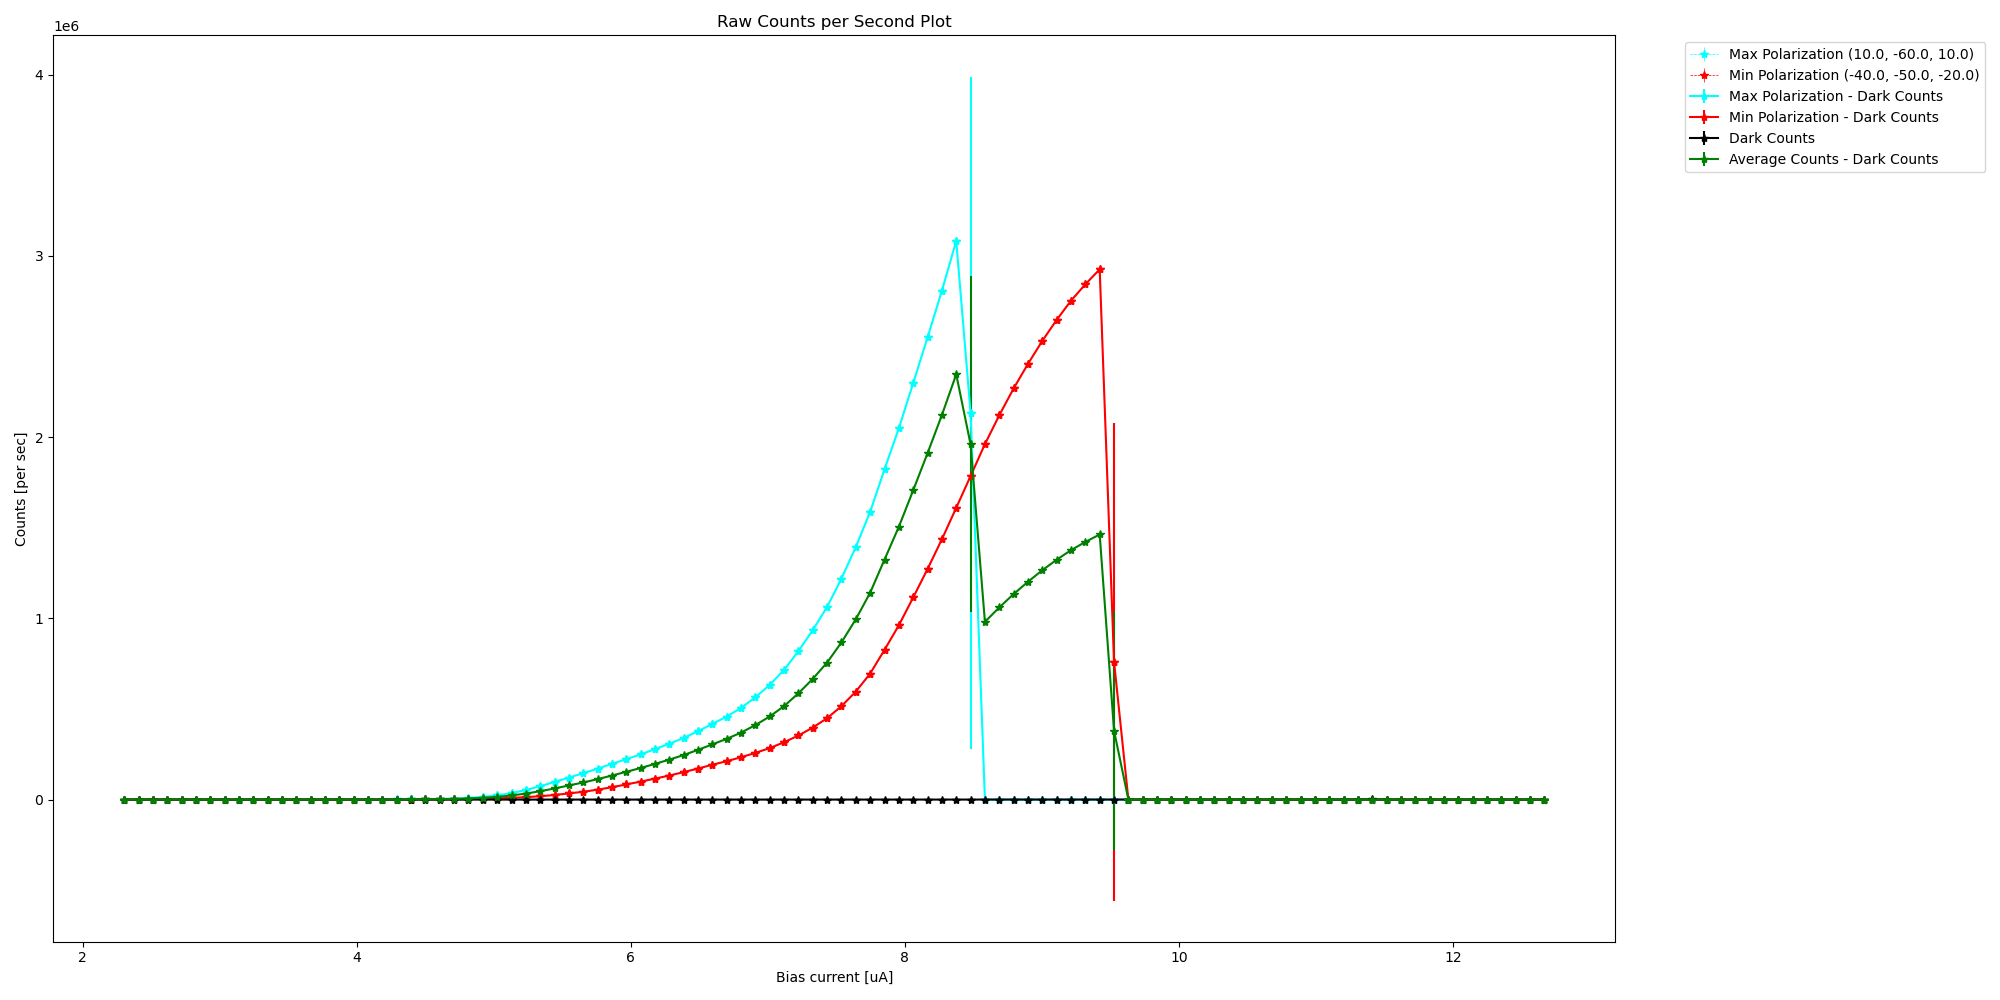 Raw Counts per Second Plot
1e6
4
3
2
1
0
Counts [per sec]
2
4
6
8
10
12
Bias current [uA]
Max Polarization (10.0, -60.0, 10.0)
Min Polarization (-40.0, -50.0, -20.0)
Max Polarization - Dark Counts
Min Polarization - Dark Counts
Dark Counts
Average Counts - Dark Counts